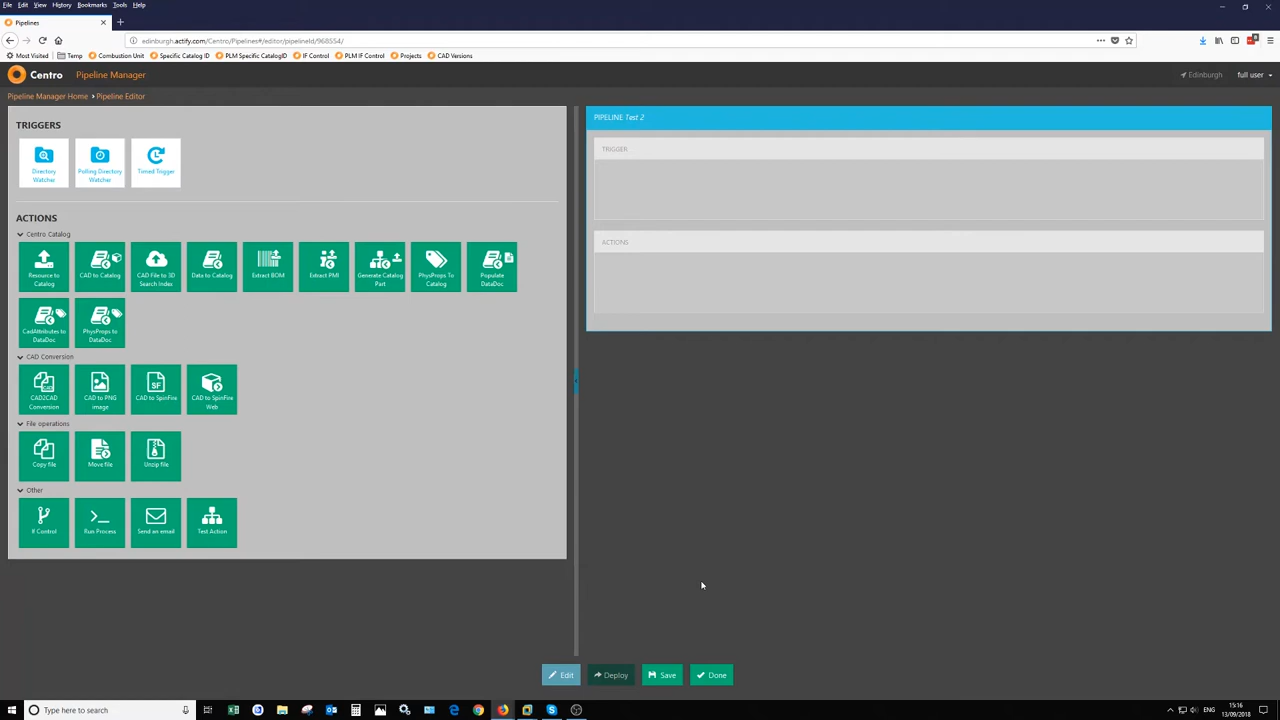 File Edit View History Bookmarks Tools Help
Pipelines
edinburgh.actify.com/Centro/Pipelines#/editor/pipelineId/968554/
Most Visited Temp Combustion Unit Specific Catalog ID PLM Specific CatalogID IF Control PLM IF Control Projects CAD Versions
Centro Pipeline Manager Edinburgh full user
Pipeline Manager Home › Pipeline Editor
TRIGGERS
Directory Watcher
Polling Directory Watcher
Timed Trigger
ACTIONS
Centro Catalog
Resource to Catalog
CAD to Catalog
CAD File to 3D Search Index
Data to Catalog
Extract BOM
Extract PMI
Generate Catalog Part
PhysProps To Catalog
Populate DataDoc
CadAttributes to DataDoc
PhysProps to DataDoc
CAD Conversion
CAD
CAD2CAD Conversion
CAD to PNG image
SF
CAD to SpinFire
CAD to SpinFire Web
File operations
Copy file
Move file
Unzip file
Other
If Control
Run Process
Send an email
Test Action
PIPELINE Test 2
TRIGGER
ACTIONS
Edit Deploy Save Done
Type here to search
ENG
15:16
13/09/2018